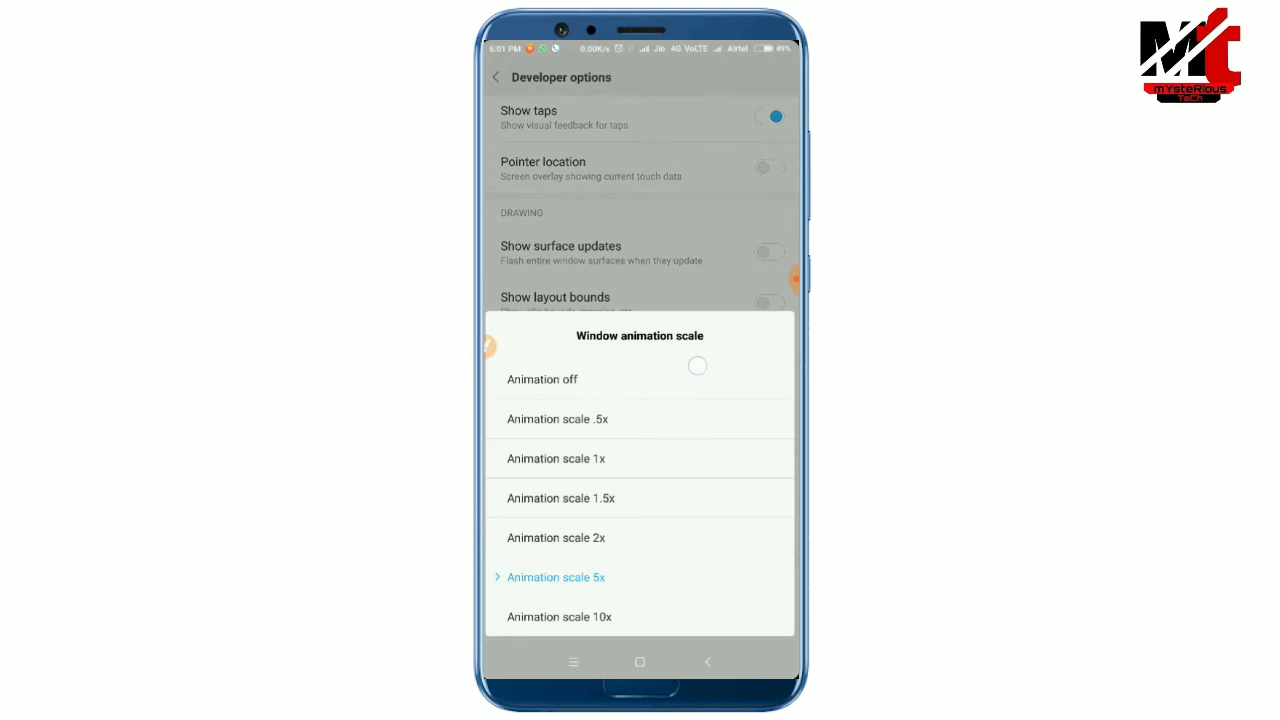 6:01 PM 0.00K/s Jio 4G VoLTE Airtel 49%
Developer options
Show taps
Show visual feedback for taps
Pointer location
Screen overlay showing current touch data
DRAWING
Show surface updates
Flash entire window surfaces when they update
Show layout bounds
Window animation scale
Animation off
Animation scale .5x
Animation scale 1x
Animation scale 1.5x
Animation scale 2x
Animation scale 5x
Animation scale 10x
Mt
mYsteRIous
TeCh